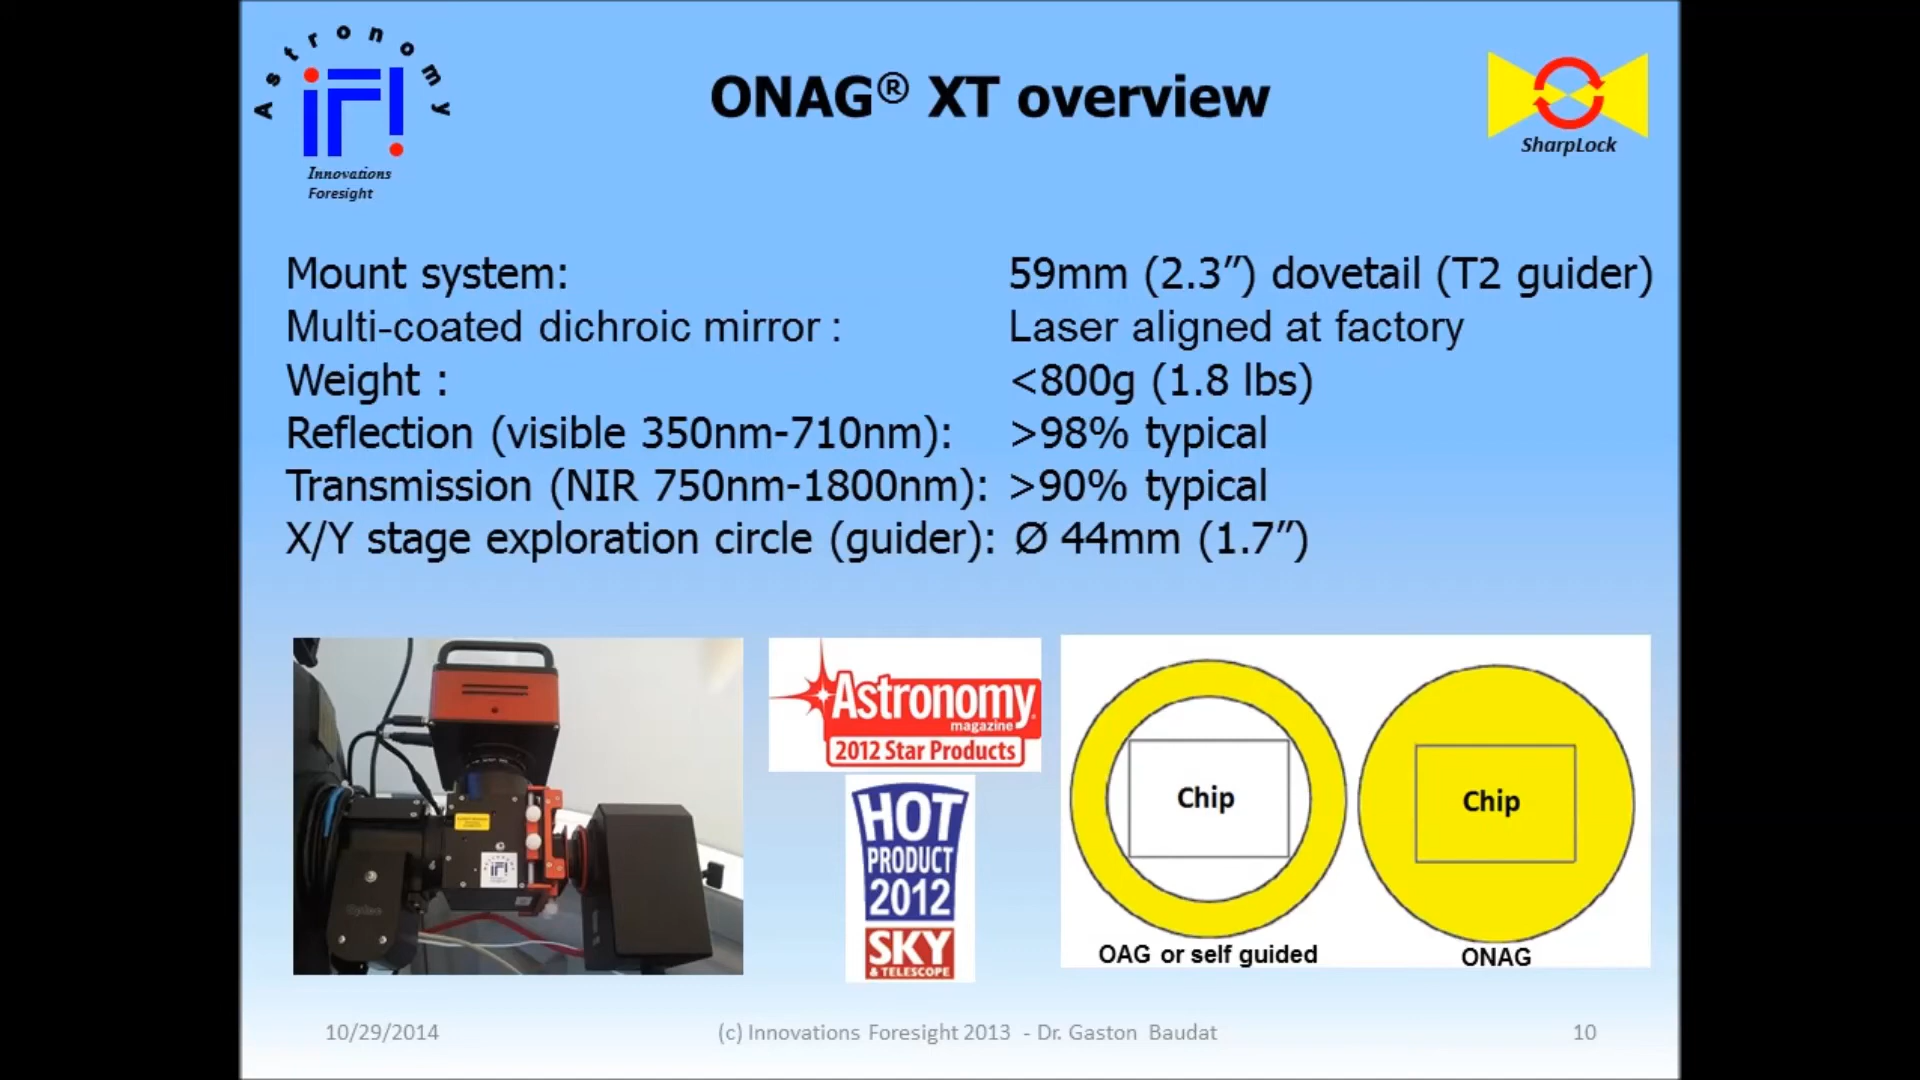 Astronomy
iF!
Innovations
Foresight
ONAG® XT overview
SharpLock
Mount system: 59mm (2.3”) dovetail (T2 guider)
Multi-coated dichroic mirror : Laser aligned at factory
Weight : <800g (1.8 lbs)
Reflection (visible 350nm-710nm): >98% typical
Transmission (NIR 750nm-1800nm): >90% typical
X/Y stage exploration circle (guider): Ø 44mm (1.7”)
Optec
iF!
Astronomy
magazine
2012 Star Products
HOT
PRODUCT
2012
SKY
& TELESCOPE
Chip
OAG or self guided
Chip
ONAG
10/29/2014
(c) Innovations Foresight 2013 - Dr. Gaston Baudat
10